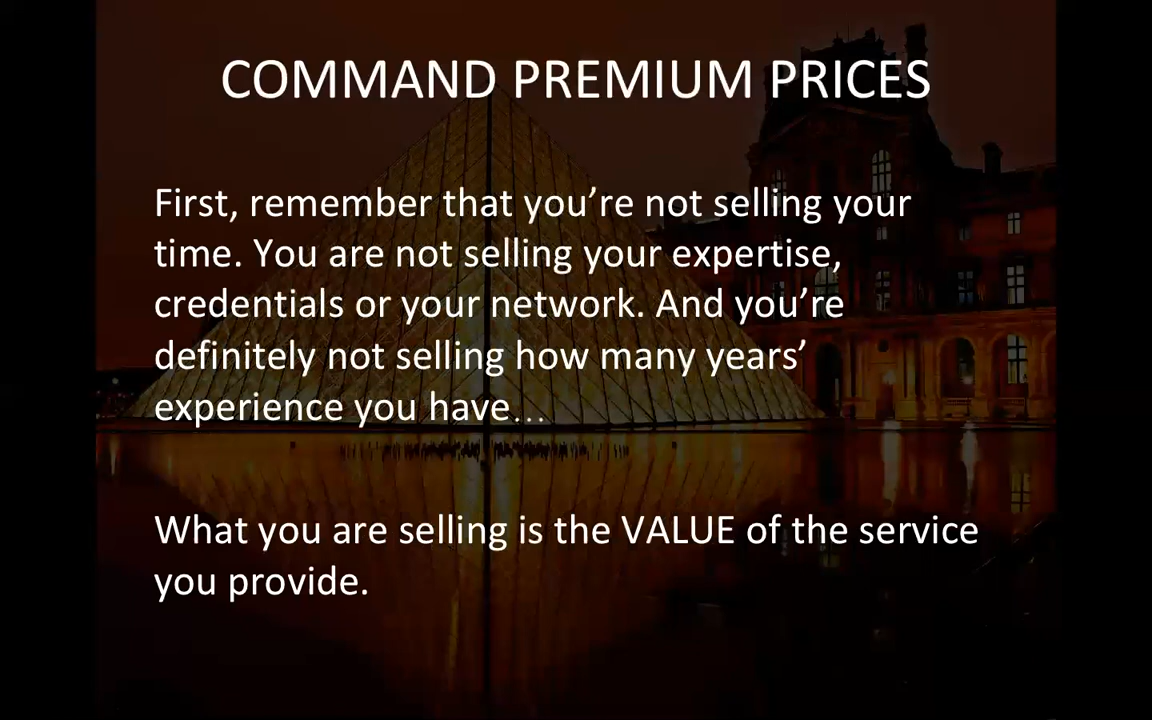 COMMAND PREMIUM PRICES
First, remember that you’re not selling your
time. You are not selling your expertise,
credentials or your network. And you’re
definitely not selling how many years’
experience you have…
What you are selling is the VALUE of the service
you provide.